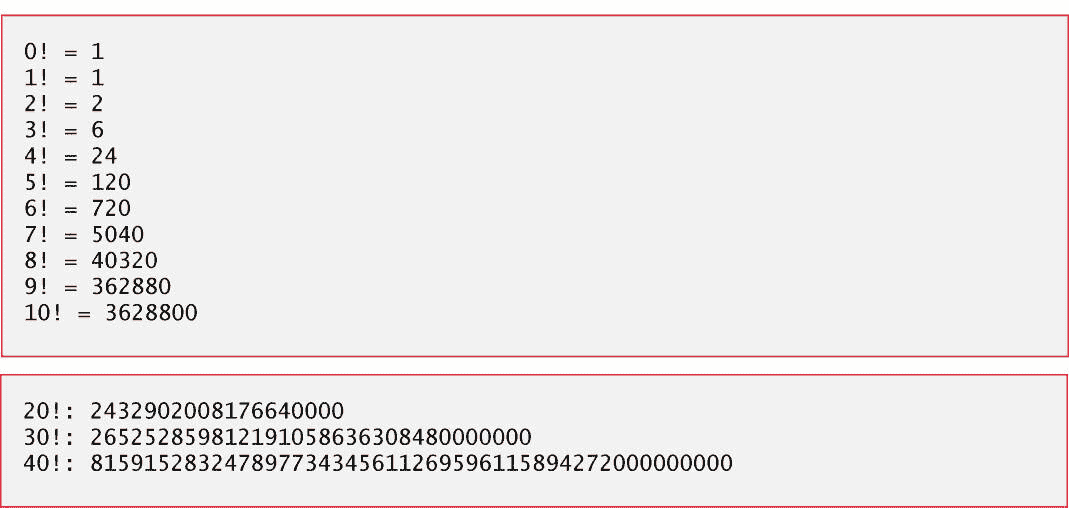 0! = 1
1! = 1
2! = 2
3! = 6
4! = 24
5! = 120
6! = 720
7! = 5040
8! = 40320
9! = 362880
10! = 3628800
20!: 2432902008176640000
30!: 265252859812191058636308480000000
40!: 815915283247897734345611269596115894272000000000